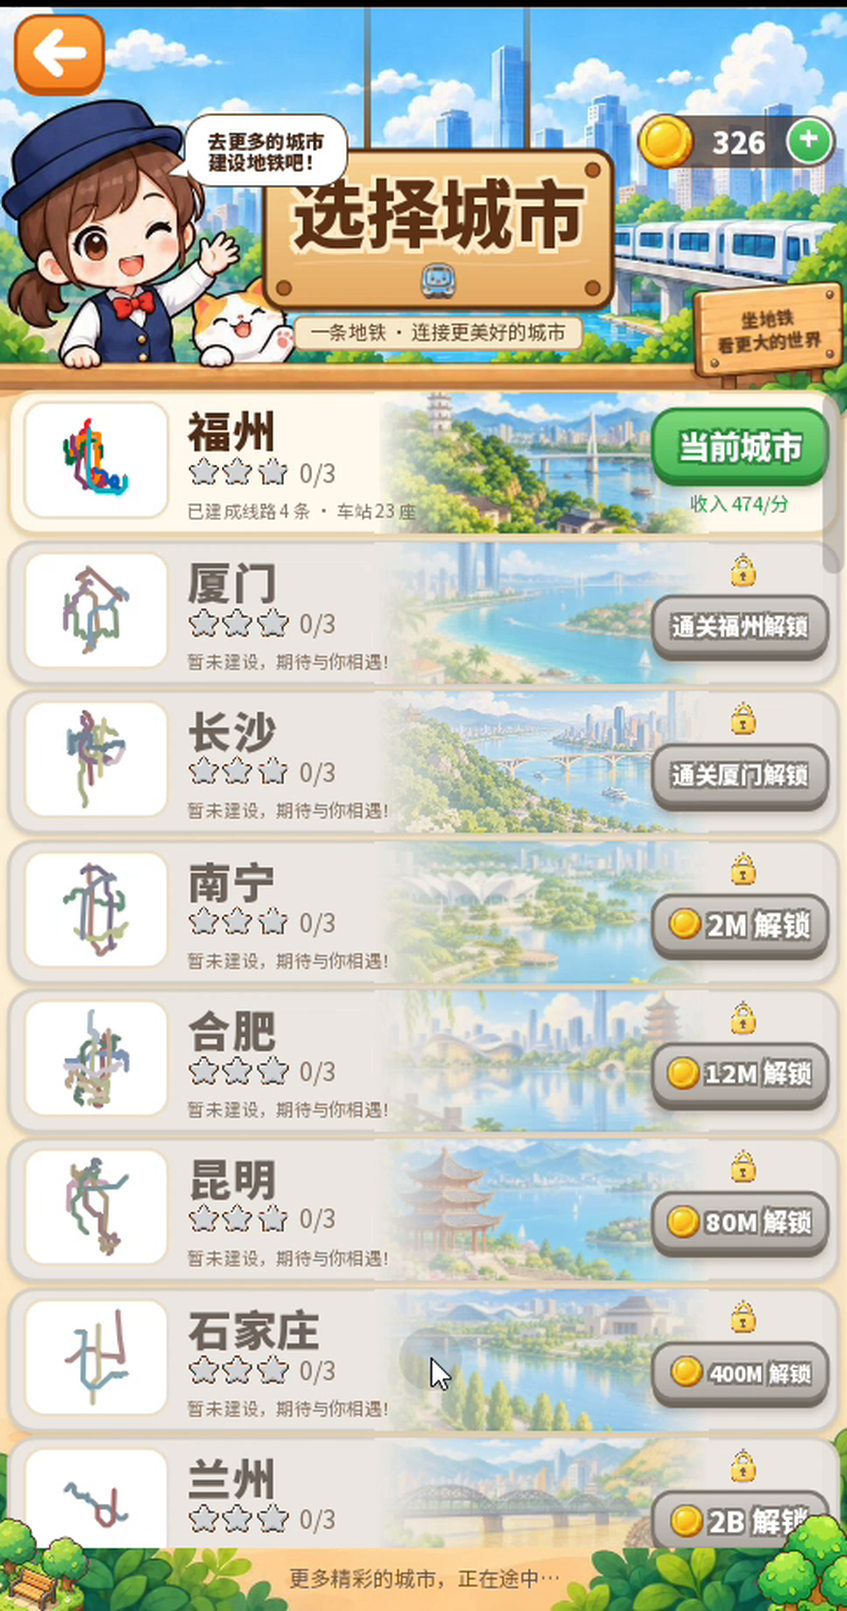 去更多的城市
建设地铁吧！
326
选择城市
一条地铁・连接更美好的城市
坐地铁
看更大的世界
福州
0/3
已建成线路4条・车站23座
当前城市
收入474/分
厦门
0/3
暂未建设，期待与你相遇！
通关福州解锁
长沙
0/3
暂未建设，期待与你相遇！
通关厦门解锁
南宁
0/3
暂未建设，期待与你相遇！
2M 解锁
合肥
0/3
暂未建设，期待与你相遇！
12M 解锁
昆明
0/3
暂未建设，期待与你相遇！
80M 解锁
石家庄
0/3
暂未建设，期待与你相遇！
400M 解锁
兰州
0/3
2B 解锁
更多精彩的城市，正在途中…